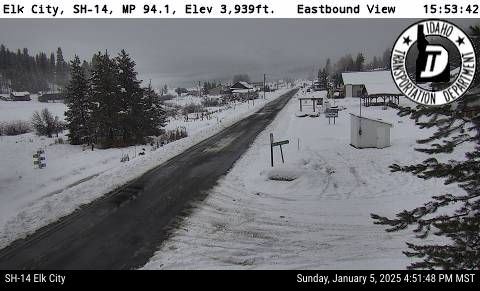 Elk City, SH-14, MP 94.1, Elev 3,939ft. Eastbound View 15:53:42
IDAHO
TRANSPORTATION DEPARTMENT
SH-14 Elk City Sunday, January 5, 2025 4:51:48 PM MST